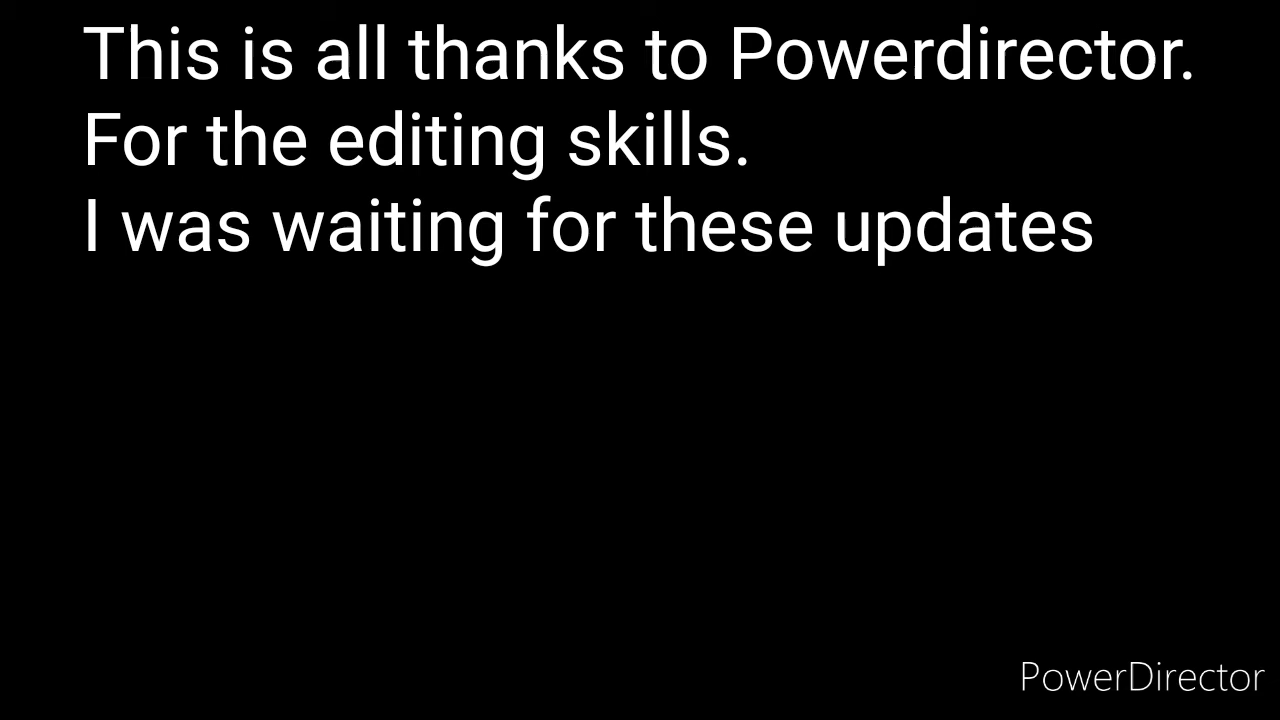 This is all thanks to Powerdirector.
For the editing skills.
I was waiting for these updates
PowerDirector